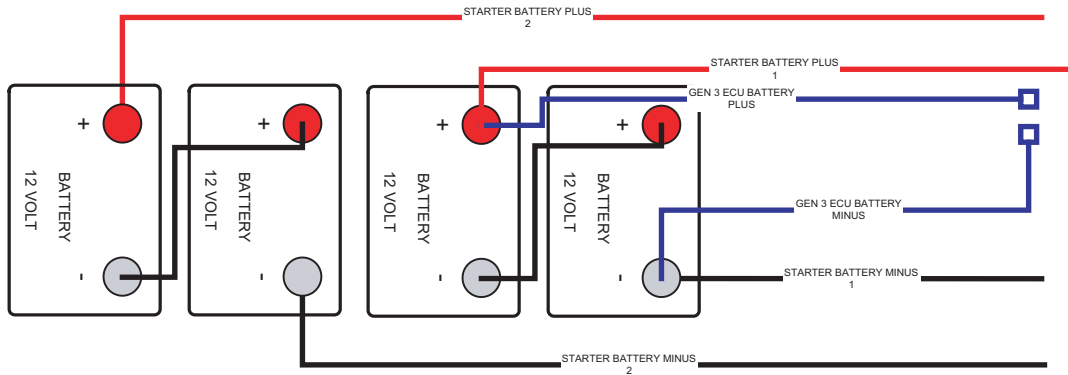 STARTER BATTERY PLUS
2
STARTER BATTERY PLUS
1
GEN 3 ECU BATTERY
PLUS
+
BATTERY
12 VOLT
-
+
BATTERY
12 VOLT
-
+
BATTERY
12 VOLT
-
+
BATTERY
12 VOLT
-
GEN 3 ECU BATTERY
MINUS
STARTER BATTERY MINUS
1
STARTER BATTERY MINUS
2